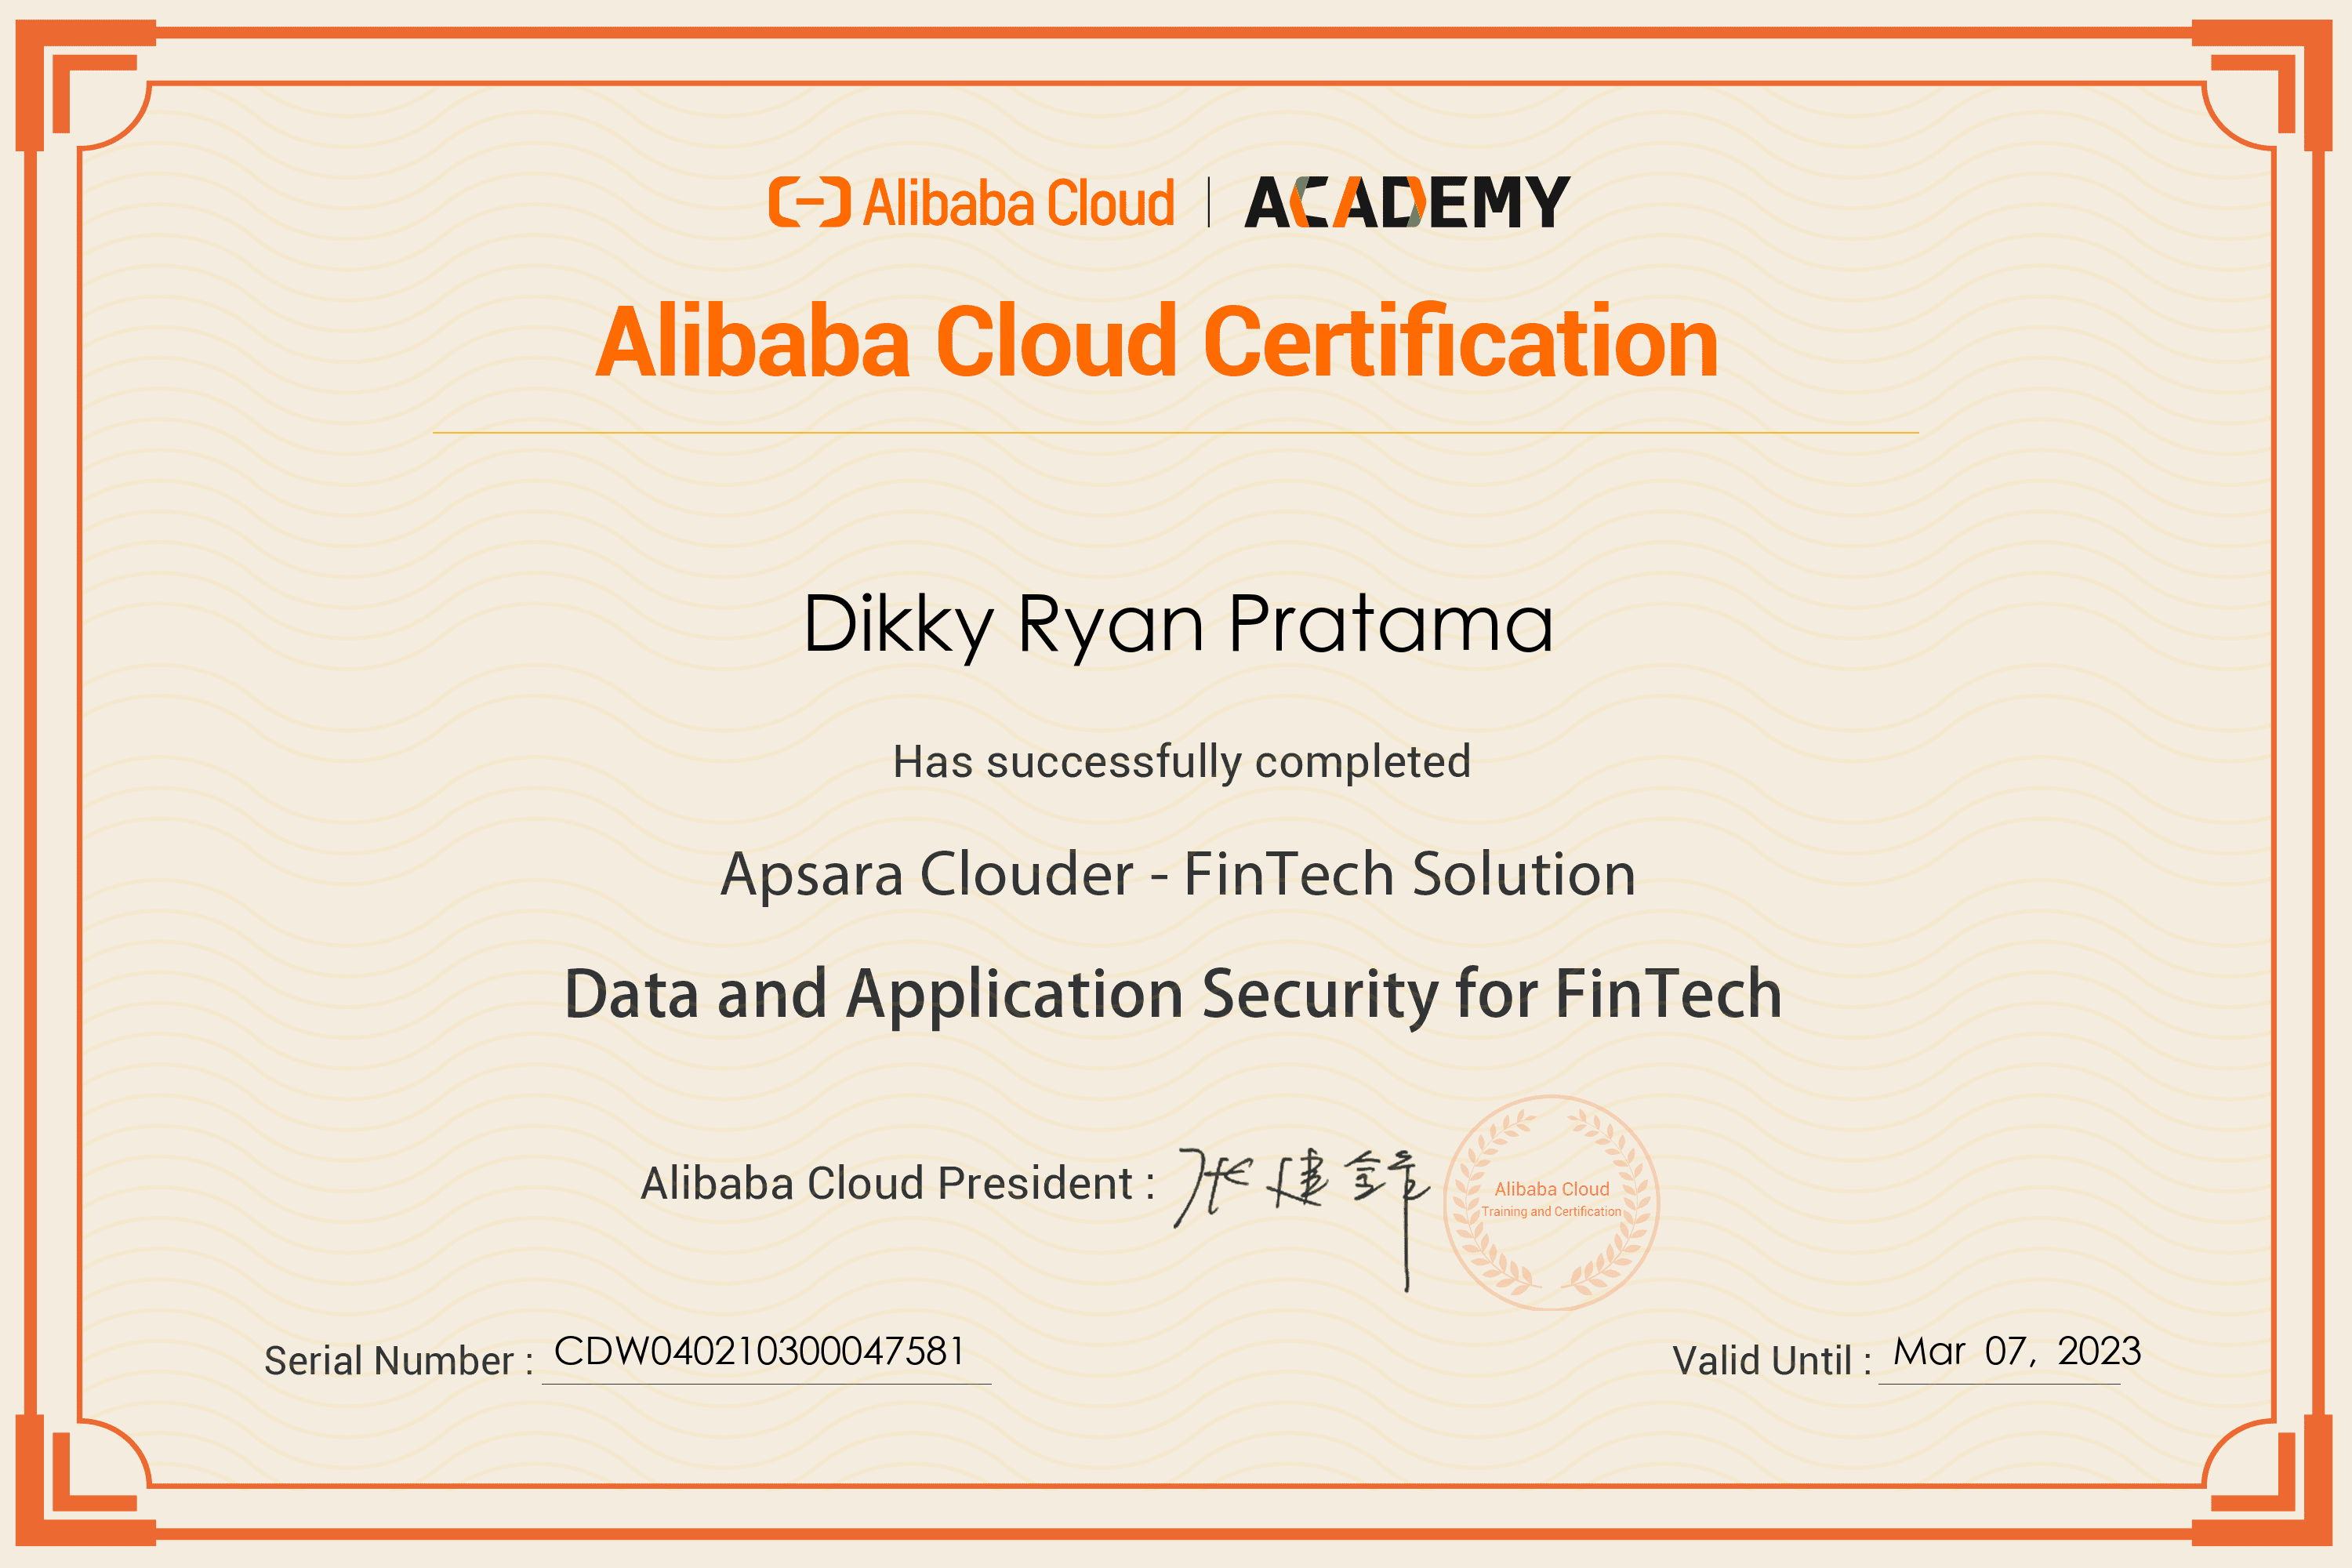 Alibaba Cloud | ACADEMY
Alibaba Cloud Certification
Dikky Ryan Pratama
Has successfully completed
Apsara Clouder - FinTech Solution
Data and Application Security for FinTech
Alibaba Cloud President : 张建锋
Alibaba Cloud
Training and Certification
Serial Number : CDW040210300047581
Valid Until : Mar 07, 2023